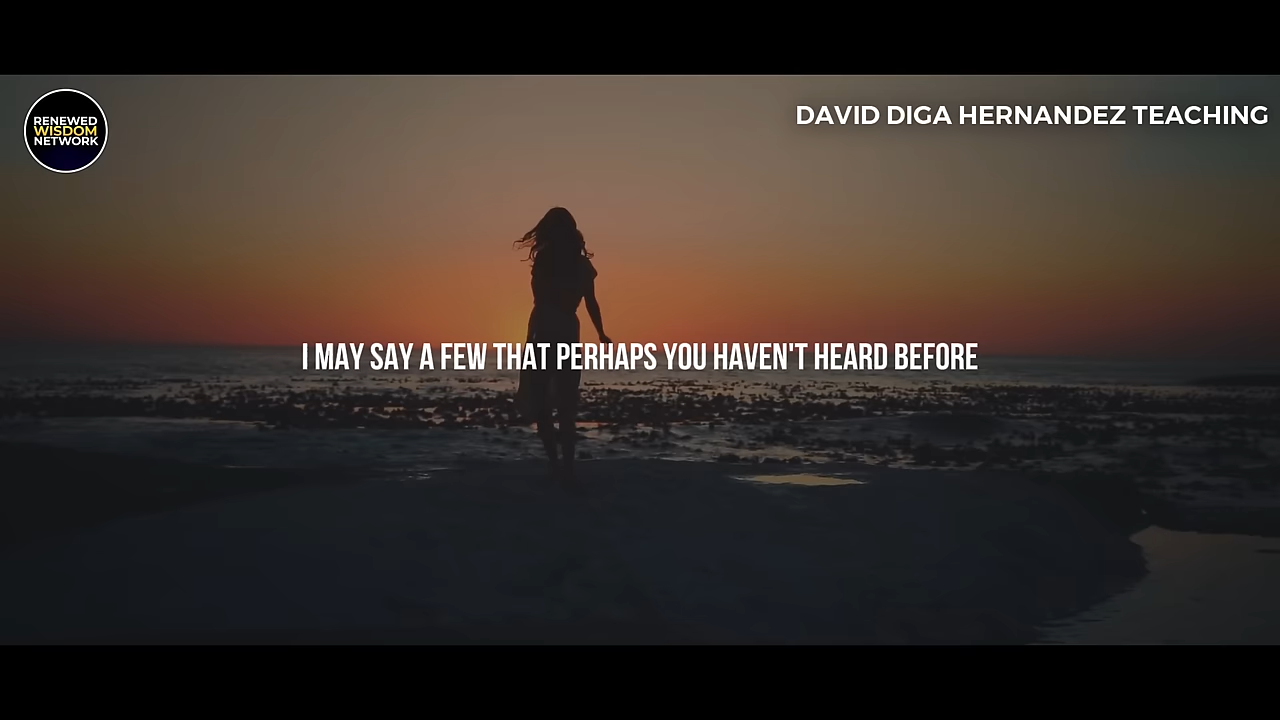 RENEWED
WISDOM
NETWORK
DAVID DIGA HERNANDEZ TEACHING
I MAY SAY A FEW THAT PERHAPS YOU HAVEN'T HEARD BEFORE